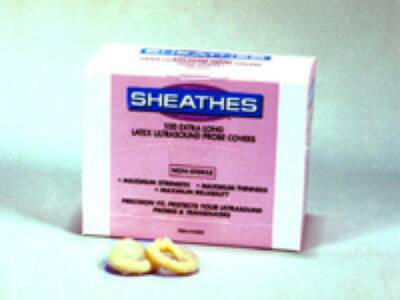 SHEATHES
SHEATHES
100 EXTRA LONG
LATEX ULTRASOUND PROBE COVERS
NON-STERILE
• MAXIMUM STRENGTH • MAXIMUM THINNESS
• MAXIMUM RELIABILITY
PRECISION FIT, PROTECTS YOUR ULTRASOUND
PROBES & TRANSDUCERS